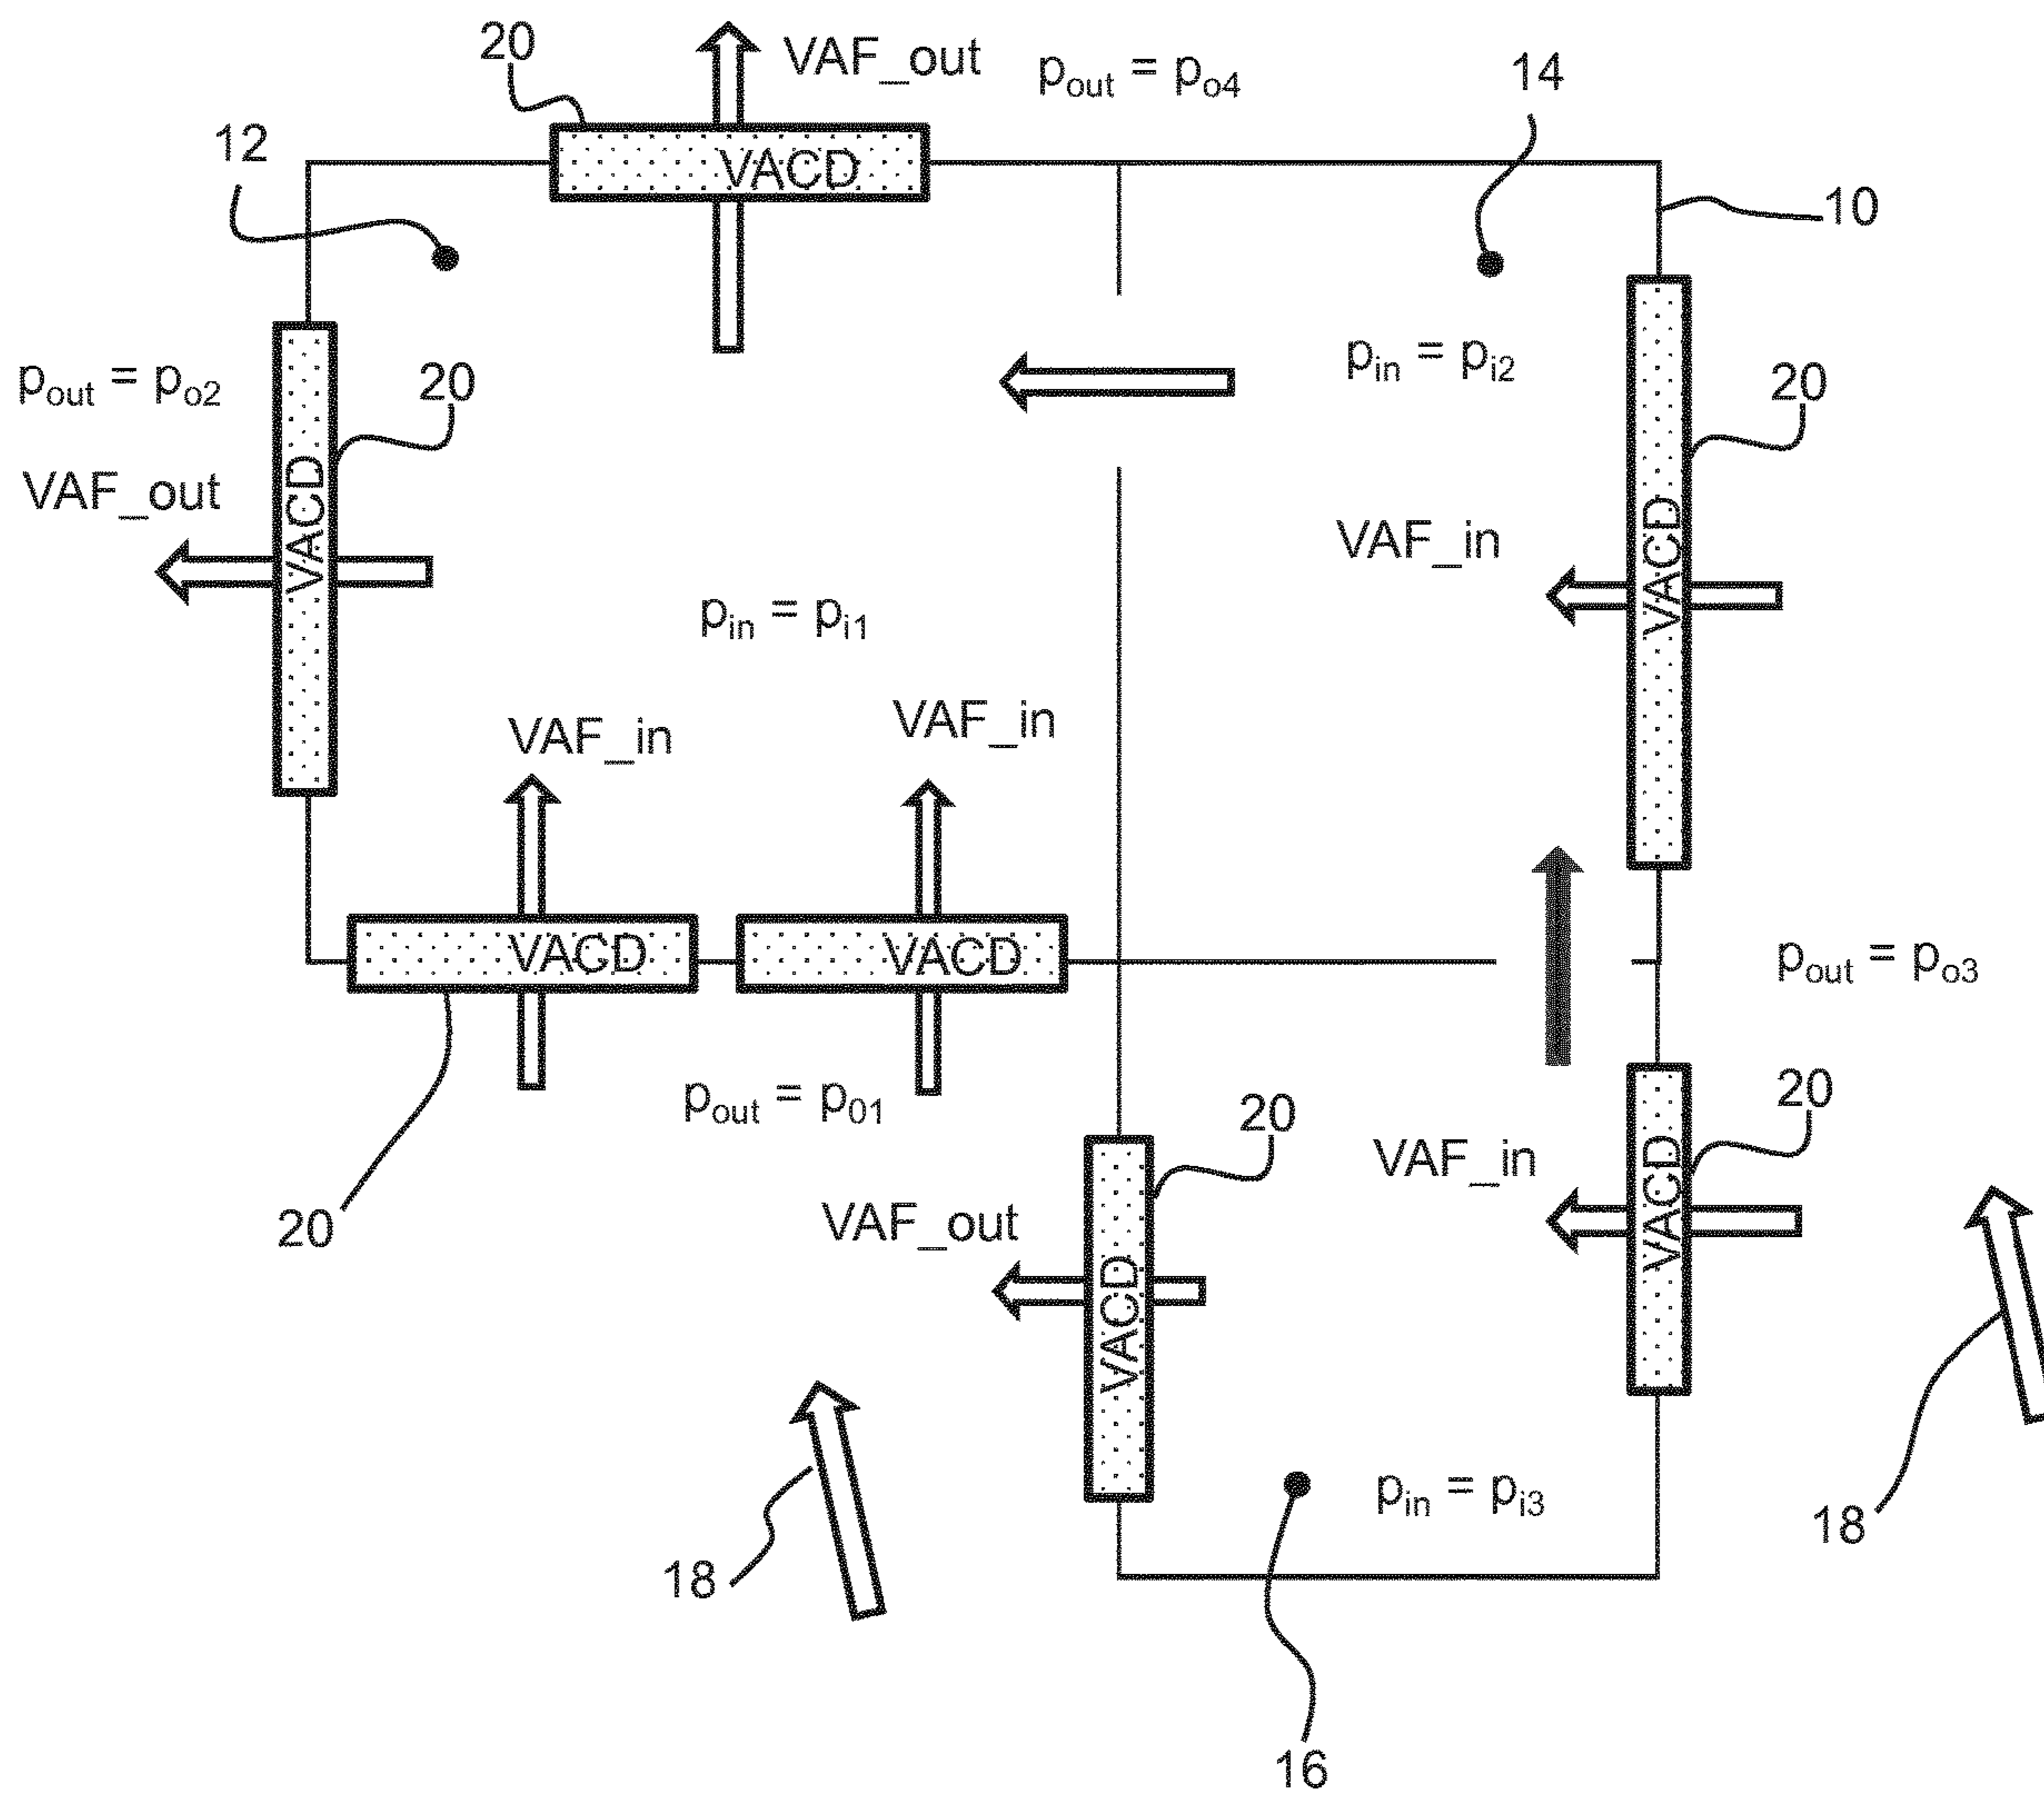 20
VAF_out
p_out = p_o4
14
12
VACD
10
p_in = p_i2
p_out = p_o2
20
20
VAF_out
VACD
VAF_in
VACD
p_in = p_i1
VAF_in
VAF_in
VACD
VACD
p_out = p_o3
p_out = p_01
20
20
VAF_in
VACD
20
VAF_out
VACD
p_in = p_i3
18
18
16